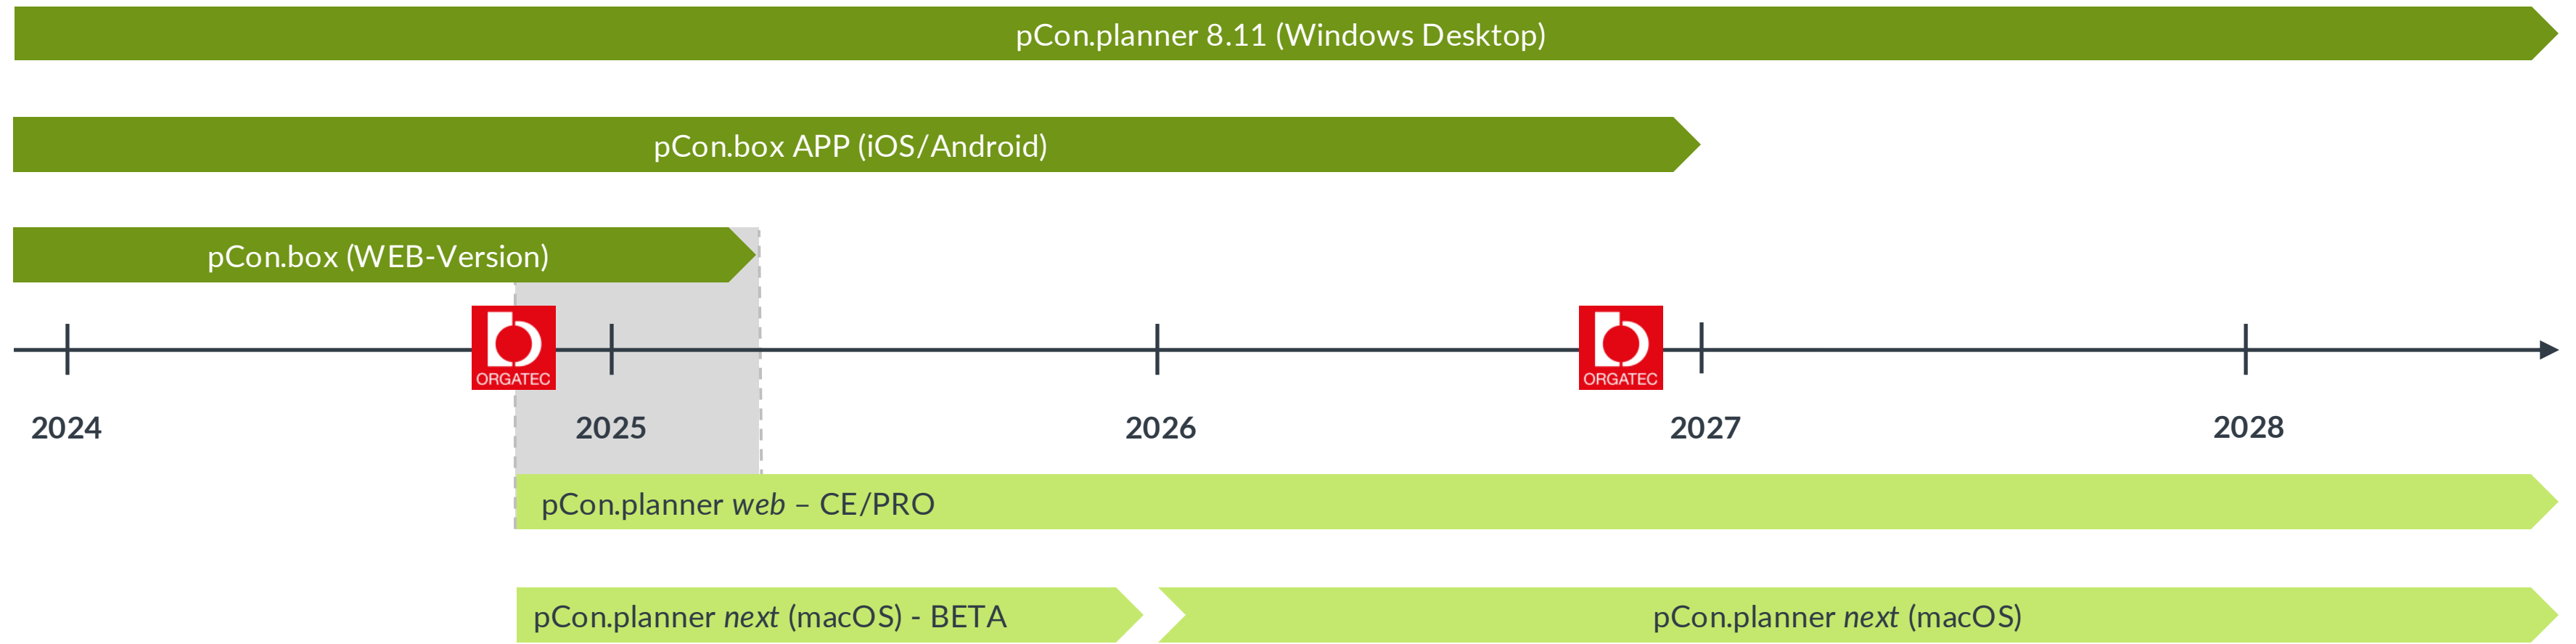 pCon.planner 8.11 (Windows Desktop)
pCon.box APP (iOS/Android)
pCon.box (WEB-Version)
ORGATEC
ORGATEC
2024
2025
2026
2027
2028
pCon.planner web – CE/PRO
pCon.planner next (macOS) - BETA
pCon.planner next (macOS)